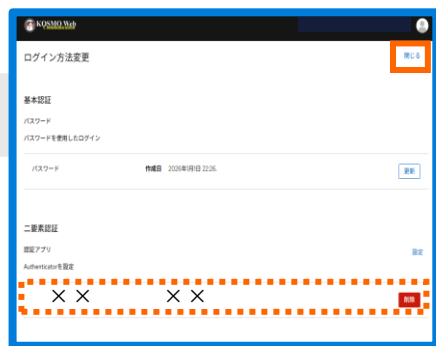 KOSMO Web
ログイン方法変更 閉じる
基本認証
パスワード
パスワードを使用したログイン
パスワード 作成日 2026年1月1日 22:26. 更新
二要素認証
認証アプリ 設定
Authenticatorを設定
×× ×× 削除